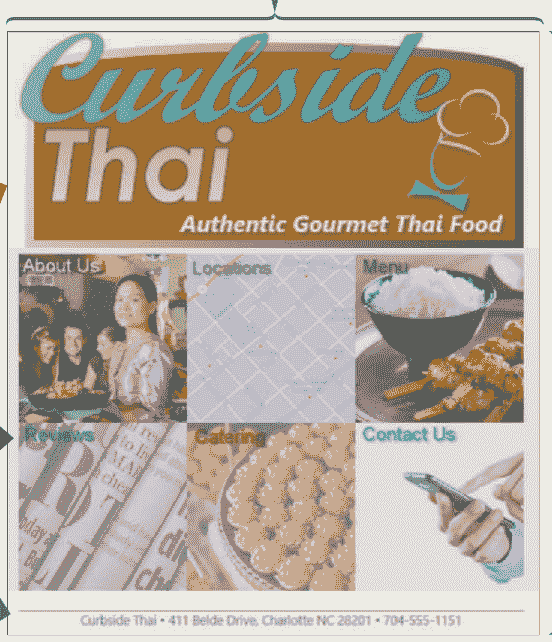 Curbside
Thai
Authentic Gourmet Thai Food
About Us
Locations
Menu
Reviews
Catering
Contact Us
Curbside Thai • 411 Belde Drive, Charlotte NC 28201 • 704-555-1151